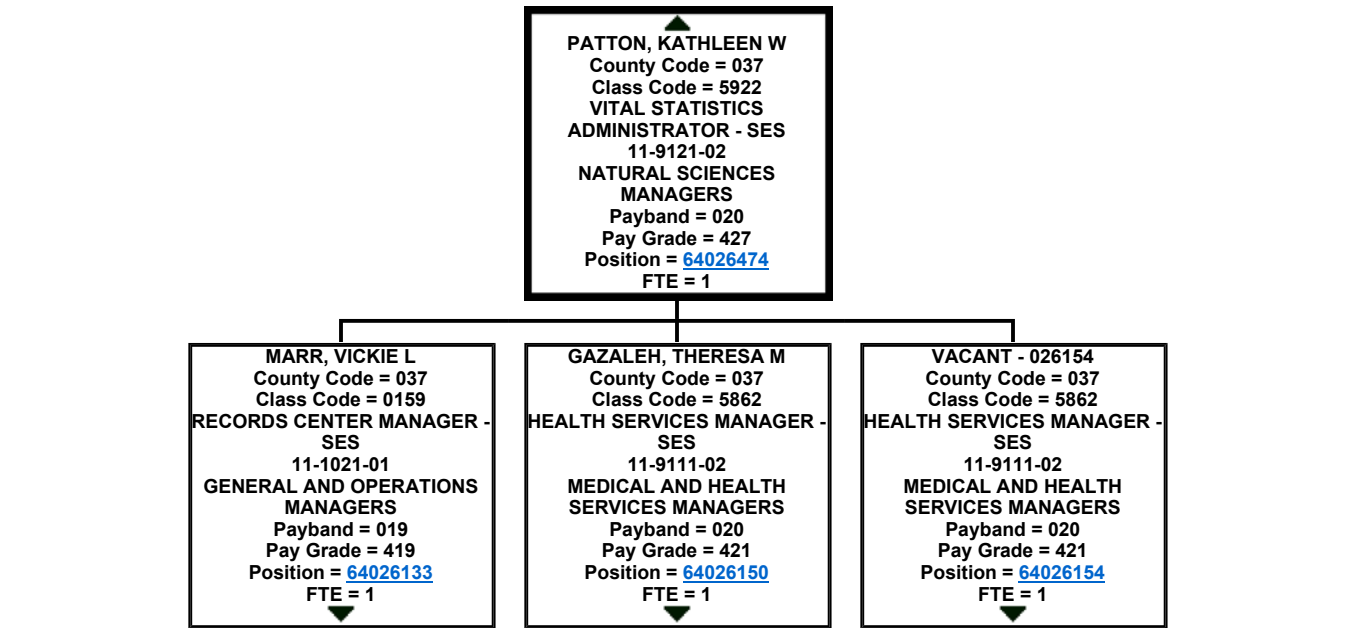 PATTON, KATHLEEN W
County Code = 037
Class Code = 5922
VITAL STATISTICS
ADMINISTRATOR - SES
11-9121-02
NATURAL SCIENCES
MANAGERS
Payband = 020
Pay Grade = 427
Position = 64026474
FTE = 1
MARR, VICKIE L
County Code = 037
Class Code = 0159
RECORDS CENTER MANAGER -
SES
11-1021-01
GENERAL AND OPERATIONS
MANAGERS
Payband = 019
Pay Grade = 419
Position = 64026133
FTE = 1
GAZALEH, THERESA M
County Code = 037
Class Code = 5862
HEALTH SERVICES MANAGER -
SES
11-9111-02
MEDICAL AND HEALTH
SERVICES MANAGERS
Payband = 020
Pay Grade = 421
Position = 64026150
FTE = 1
VACANT - 026154
County Code = 037
Class Code = 5862
HEALTH SERVICES MANAGER -
SES
11-9111-02
MEDICAL AND HEALTH
SERVICES MANAGERS
Payband = 020
Pay Grade = 421
Position = 64026154
FTE = 1